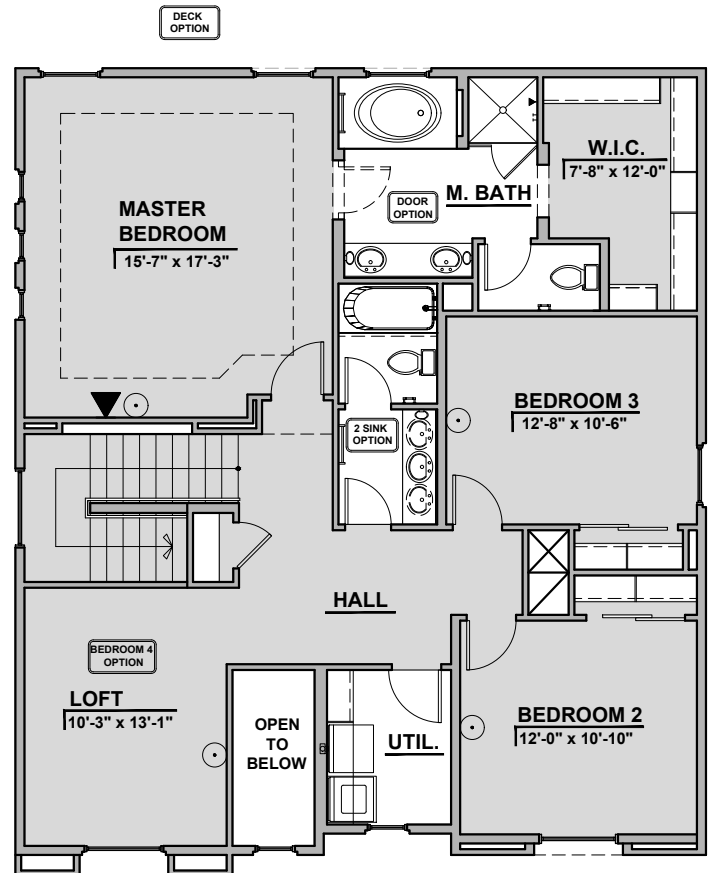 DECK
OPTION
W.I.C.
7'-8" x 12'-0"
M. BATH
DOOR
OPTION
MASTER
BEDROOM
15'-7" x 17'-3"
BEDROOM 3
12'-8" x 10'-6"
2 SINK
OPTION
HALL
BEDROOM 4
OPTION
LOFT
10'-3" x 13'-1"
OPEN
TO
BELOW
UTIL.
BEDROOM 2
12'-0" x 10'-10"